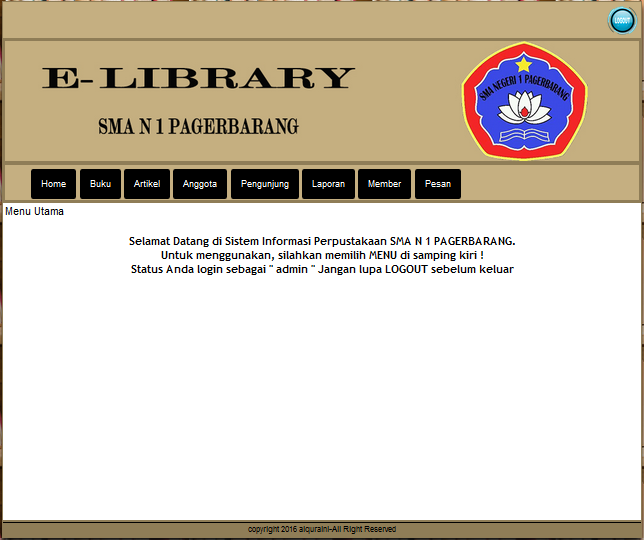 LOGOUT
E-LIBRARY
SMA N 1 PAGERBARANG
SMA NEGERI 1 PAGERBARANG
Home Buku Artikel Anggota Pengunjung Laporan Member Pesan
Menu Utama
Selamat Datang di Sistem Informasi Perpustakaan SMA N 1 PAGERBARANG.
Untuk menggunakan, silahkan memilih MENU di samping kiri !
Status Anda login sebagai " admin " Jangan lupa LOGOUT sebelum keluar
copyright 2016 alquraini-All Right Reserved